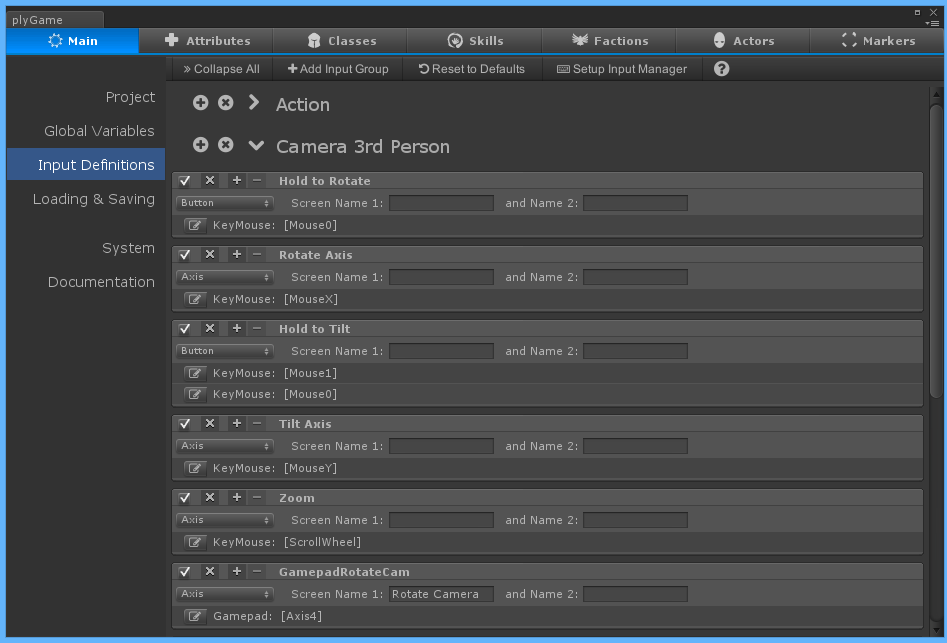 plyGame
Main Attributes Classes Skills Factions Actors Markers
» Collapse All Add Input Group Reset to Defaults Setup Input Manager ?
Project
Global Variables
Input Definitions
Loading & Saving
System
Documentation
Action
Camera 3rd Person
Hold to Rotate
Button Screen Name 1: and Name 2:
KeyMouse: [Mouse0]
Rotate Axis
Axis Screen Name 1: and Name 2:
KeyMouse: [MouseX]
Hold to Tilt
Button Screen Name 1: and Name 2:
KeyMouse: [Mouse1]
KeyMouse: [Mouse0]
Tilt Axis
Axis Screen Name 1: and Name 2:
KeyMouse: [MouseY]
Zoom
Axis Screen Name 1: and Name 2:
KeyMouse: [ScrollWheel]
GamepadRotateCam
Axis Screen Name 1: Rotate Camera and Name 2:
Gamepad: [Axis4]